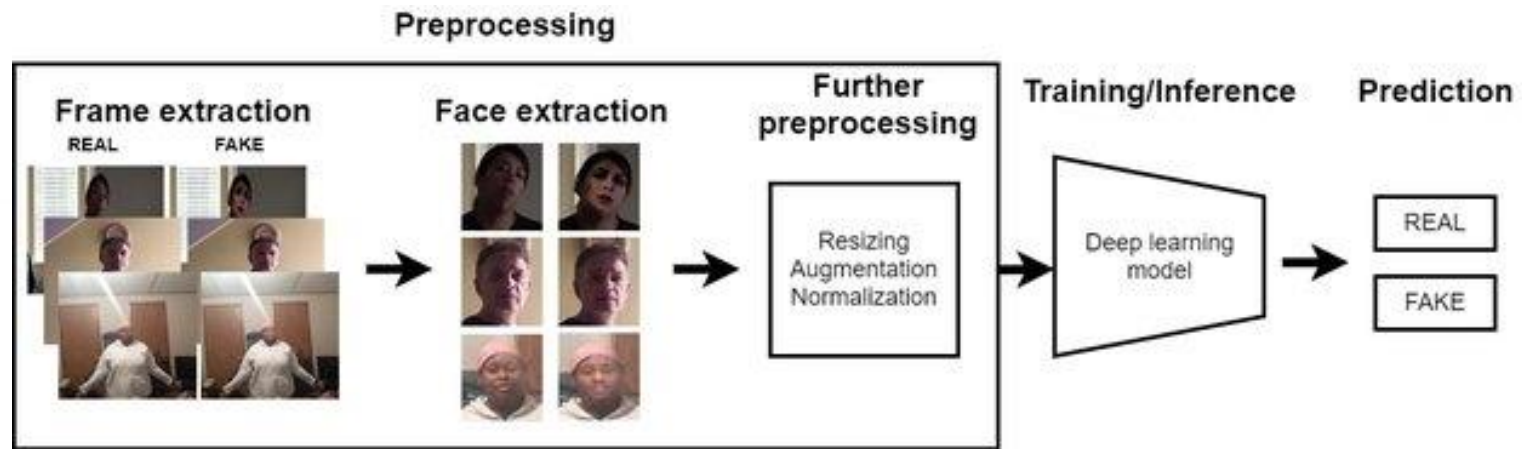 Preprocessing
Frame extraction
REAL
FAKE
Face extraction
Further
preprocessing
Resizing
Augmentation
Normalization
Training/Inference
Deep learning
model
Prediction
REAL
FAKE